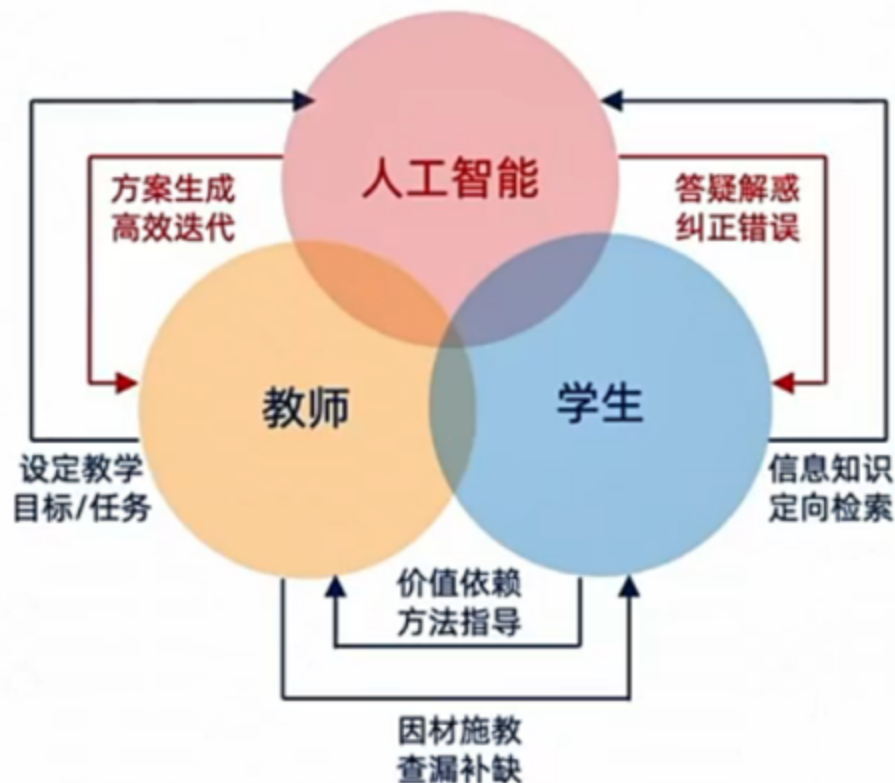 人工智能
方案生成
高效迭代
答疑解惑
纠正错误
教师
学生
设定教学
目标/任务
信息知识
定向检索
价值依赖
方法指导
因材施教
查漏补缺